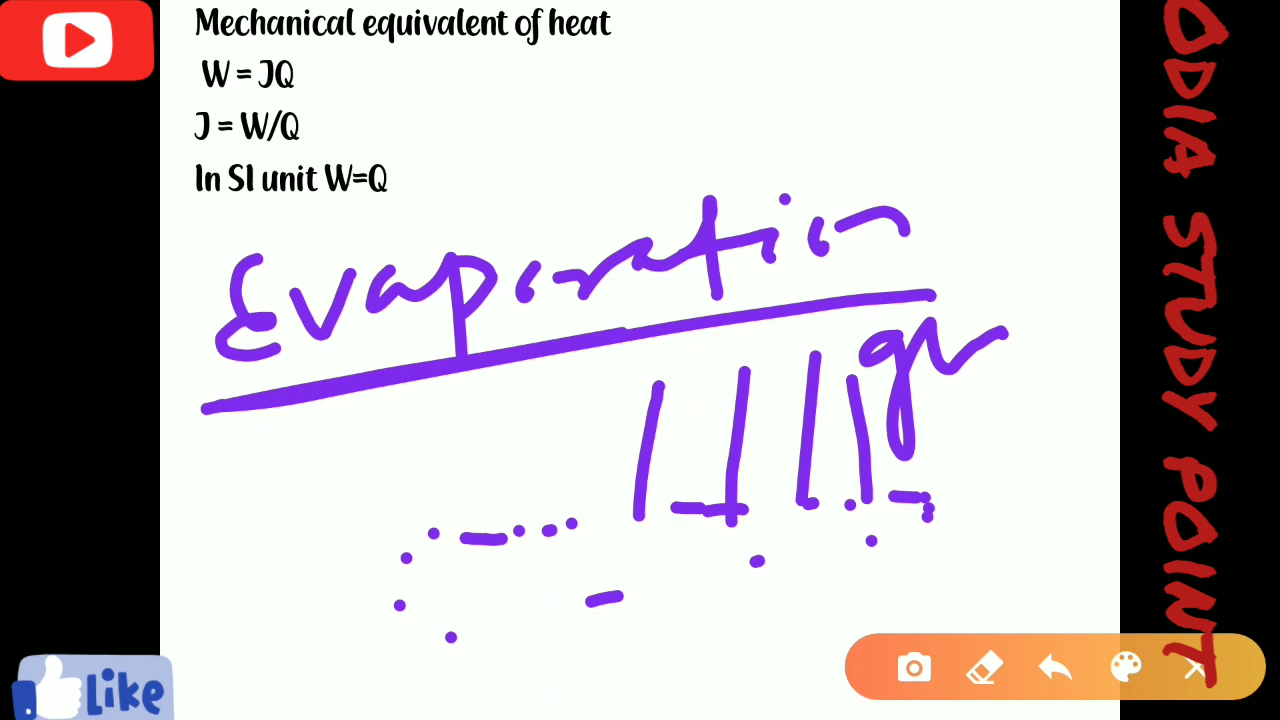 Mechanical equivalent of heat
W = JQ
J = W/Q
In SI unit W=Q
Evaporation
LIKE
ODIA STUDY POINT